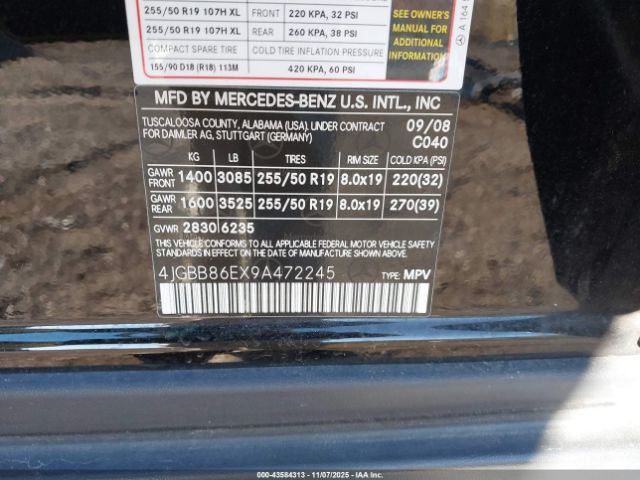 255/50 R19 107H XL FRONT 220 KPA, 32 PSI
255/50 R19 107H XL REAR 260 KPA, 38 PSI
COMPACT SPARE TIRE COLD TIRE INFLATION PRESSURE
155/90 D18 (R18) 113M 420 KPA, 60 PSI
SEE OWNER'S
MANUAL FOR
ADDITIONAL
INFORMATION
A 164
MFD BY MERCEDES-BENZ U.S. INTL., INC
TUSCALOOSA COUNTY, ALABAMA (USA), UNDER CONTRACT 09/08
FOR DAIMLER AG, STUTTGART (GERMANY) C040
KG LB TIRES RIM SIZE COLD KPA (PSI)
GAWR
FRONT 1400 3085 255/50 R19 8.0x19 220(32)
GAWR
REAR 1600 3525 255/50 R19 8.0x19 270(39)
GVWR 2830 6235
THIS VEHICLE CONFORMS TO ALL APPLICABLE FEDERAL MOTOR VEHICLE SAFETY
STANDARDS IN EFFECT ON THE DATE OF MANUFACTURE SHOWN ABOVE.
4JGBB86EX9A472245 TYPE: MPV
000-43584313 - 11/07/2025 - IAAI.COM